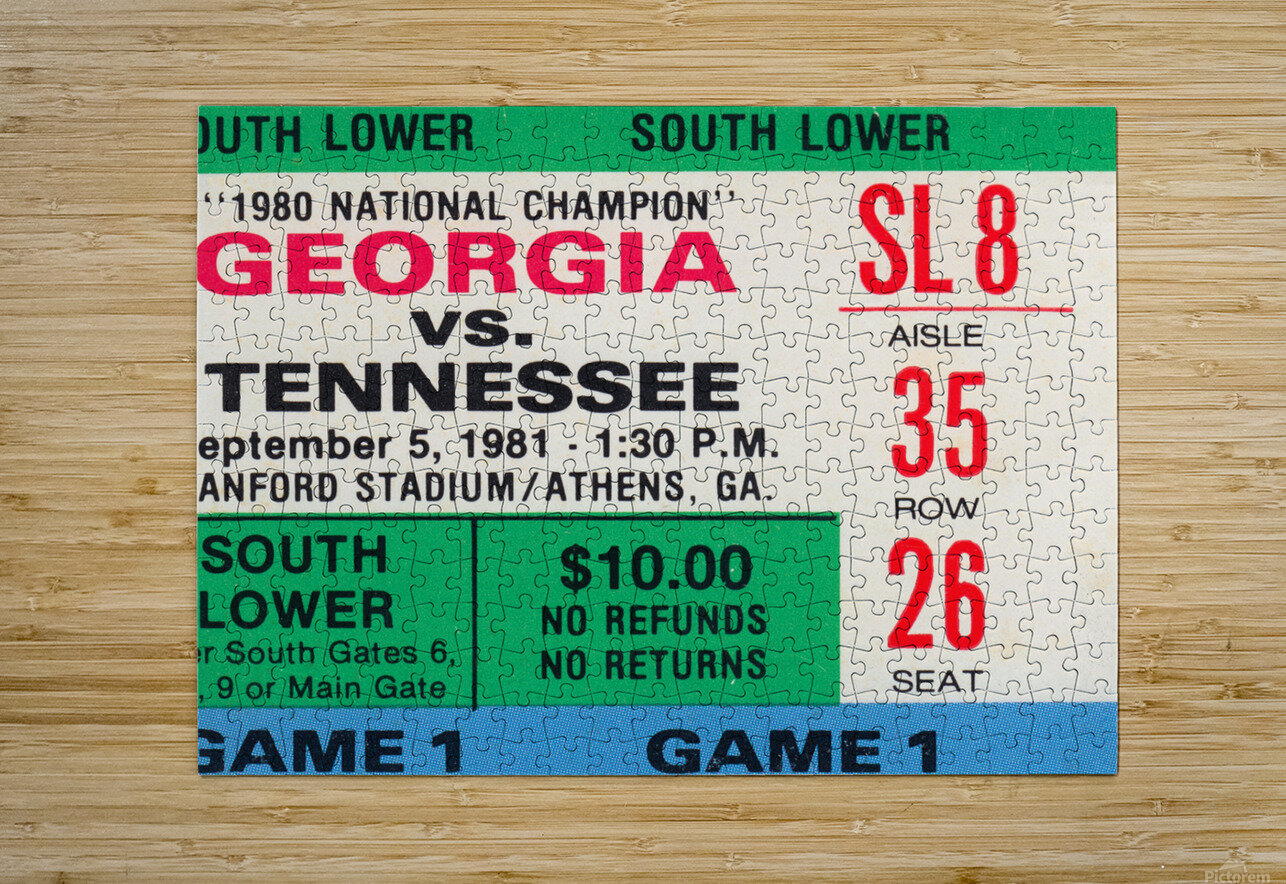 OUTH LOWER SOUTH LOWER
"1980 NATIONAL CHAMPION"
GEORGIA
VS.
TENNESSEE
eptember 5, 1981 - 1:30 P.M.
ANFORD STADIUM/ATHENS, GA.
SL 8
AISLE
35
ROW
26
SEAT
SOUTH
LOWER
r South Gates 6,
, 9 or Main Gate
$10.00
NO REFUNDS
NO RETURNS
GAME 1 GAME 1
Pictorem